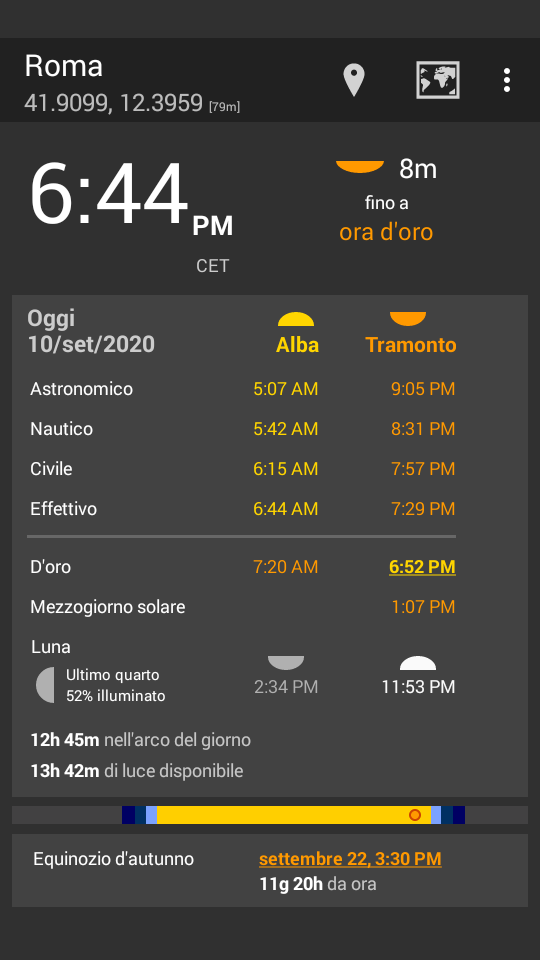 Roma
41.9099, 12.3959 [79m]
6:44 PM
CET
8m
fino a
ora d'oro
Oggi
10/set/2020
Alba
Tramonto
Astronomico 5:07 AM 9:05 PM
Nautico 5:42 AM 8:31 PM
Civile 6:15 AM 7:57 PM
Effettivo 6:44 AM 7:29 PM
D'oro 7:20 AM 6:52 PM
Mezzogiorno solare 1:07 PM
Luna
Ultimo quarto
52% illuminato
2:34 PM 11:53 PM
12h 45m nell'arco del giorno
13h 42m di luce disponibile
Equinozio d'autunno settembre 22, 3:30 PM
11g 20h da ora